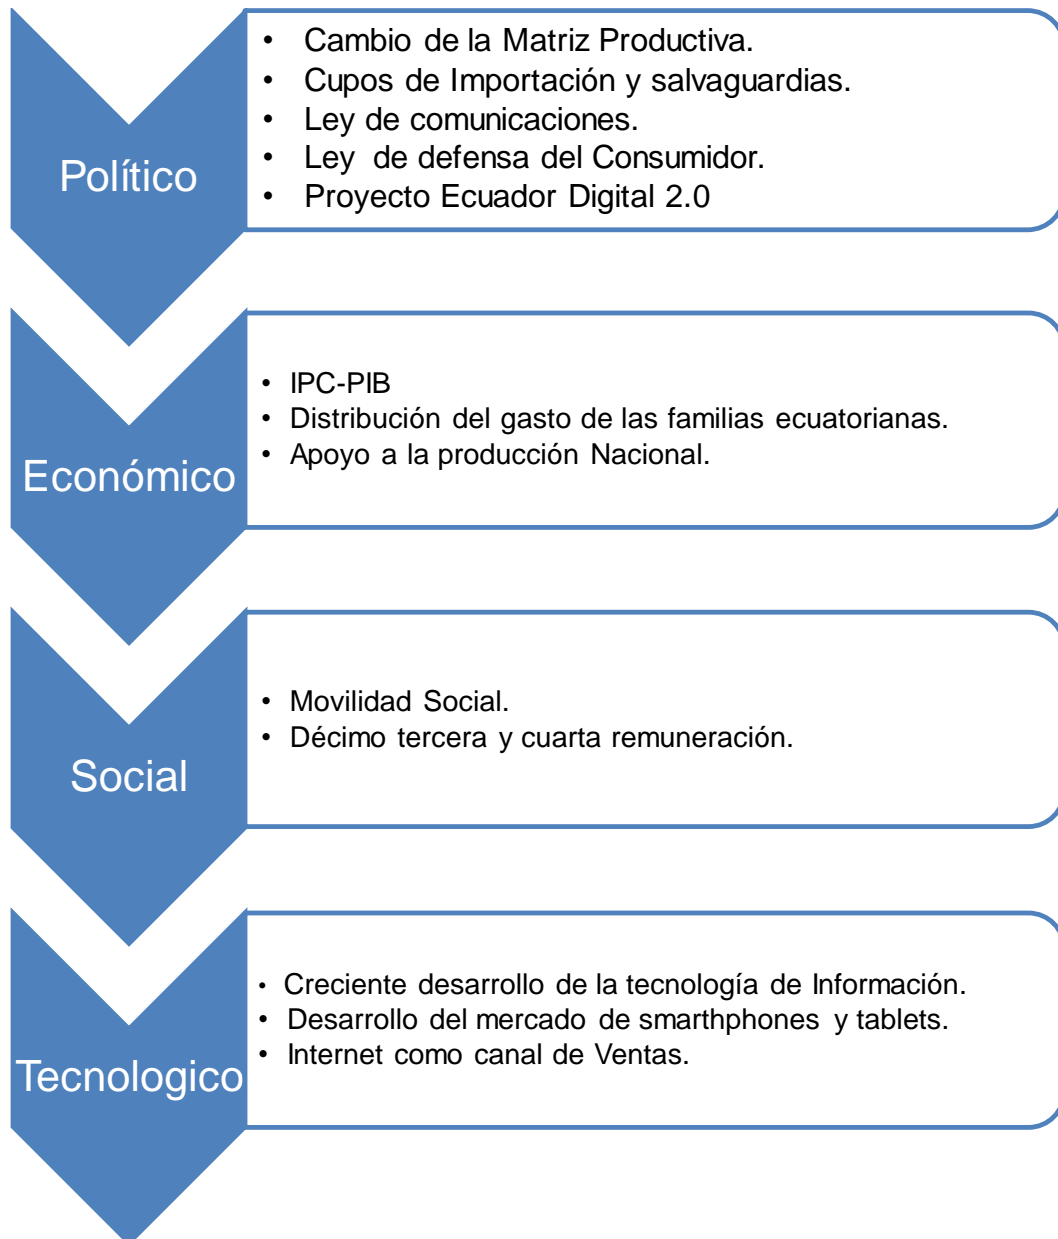 Político
• Cambio de la Matriz Productiva.
• Cupos de Importación y salvaguardias.
• Ley de comunicaciones.
• Ley de defensa del Consumidor.
• Proyecto Ecuador Digital 2.0
Económico
• IPC-PIB
• Distribución del gasto de las familias ecuatorianas.
• Apoyo a la producción Nacional.
Social
• Movilidad Social.
• Décimo tercera y cuarta remuneración.
Tecnologico
• Creciente desarrollo de la tecnología de Información.
• Desarrollo del mercado de smarthphones y tablets.
• Internet como canal de Ventas.